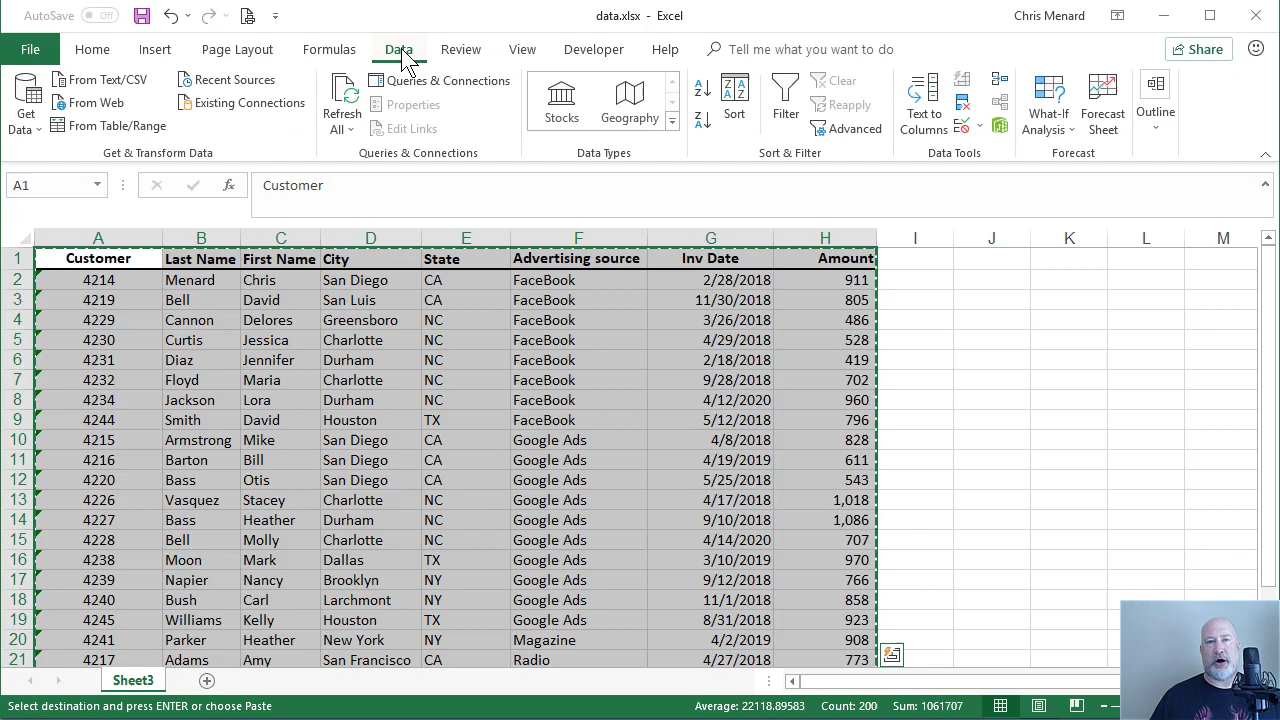 AutoSave Off data.xlsx - Excel Chris Menard
File Home Insert Page Layout Formulas Data Review View Developer Help Tell me what you want to do Share
Get Data From Text/CSV From Web From Table/Range Recent Sources Existing Connections
Get & Transform Data
Refresh All Queries & Connections Properties Edit Links
Queries & Connections
Stocks Geography
Data Types
Sort Filter Clear Reapply Advanced
Sort & Filter
Text to Columns
Data Tools
What-If Analysis Forecast Sheet
Forecast
Outline
A1 fx Customer
A B C D E F G H I J K L M
1 Customer Last Name First Name City State Advertising source Inv Date Amount
2 4214 Menard Chris San Diego CA FaceBook 2/28/2018 911
3 4219 Bell David San Luis CA FaceBook 11/30/2018 805
4 4229 Cannon Delores Greensboro NC FaceBook 3/26/2018 486
5 4230 Curtis Jessica Charlotte NC FaceBook 4/29/2018 528
6 4231 Diaz Jennifer Durham NC FaceBook 2/18/2018 419
7 4232 Floyd Maria Charlotte NC FaceBook 9/28/2018 702
8 4234 Jackson Lora Durham NC FaceBook 4/12/2020 960
9 4244 Smith David Houston TX FaceBook 5/12/2018 796
10 4215 Armstrong Mike San Diego CA Google Ads 4/8/2018 828
11 4216 Barton Bill San Diego CA Google Ads 4/19/2019 611
12 4220 Bass Otis San Diego CA Google Ads 5/25/2018 543
13 4226 Vasquez Stacey Charlotte NC Google Ads 4/17/2018 1,018
14 4227 Bass Heather Durham NC Google Ads 9/10/2018 1,086
15 4228 Bell Molly Charlotte NC Google Ads 4/14/2020 707
16 4238 Moon Mark Dallas TX Google Ads 3/10/2019 970
17 4239 Napier Nancy Brooklyn NY Google Ads 9/12/2018 766
18 4240 Bush Carl Larchmont NY Google Ads 11/1/2018 858
19 4245 Williams Kelly Houston TX Google Ads 8/31/2018 923
20 4241 Parker Heather New York NY Magazine 4/2/2019 908
21 4217 Adams Amy San Francisco CA Radio 4/27/2018 773
Sheet3
Select destination and press ENTER or choose Paste Average: 22118.89583 Count: 200 Sum: 1061707